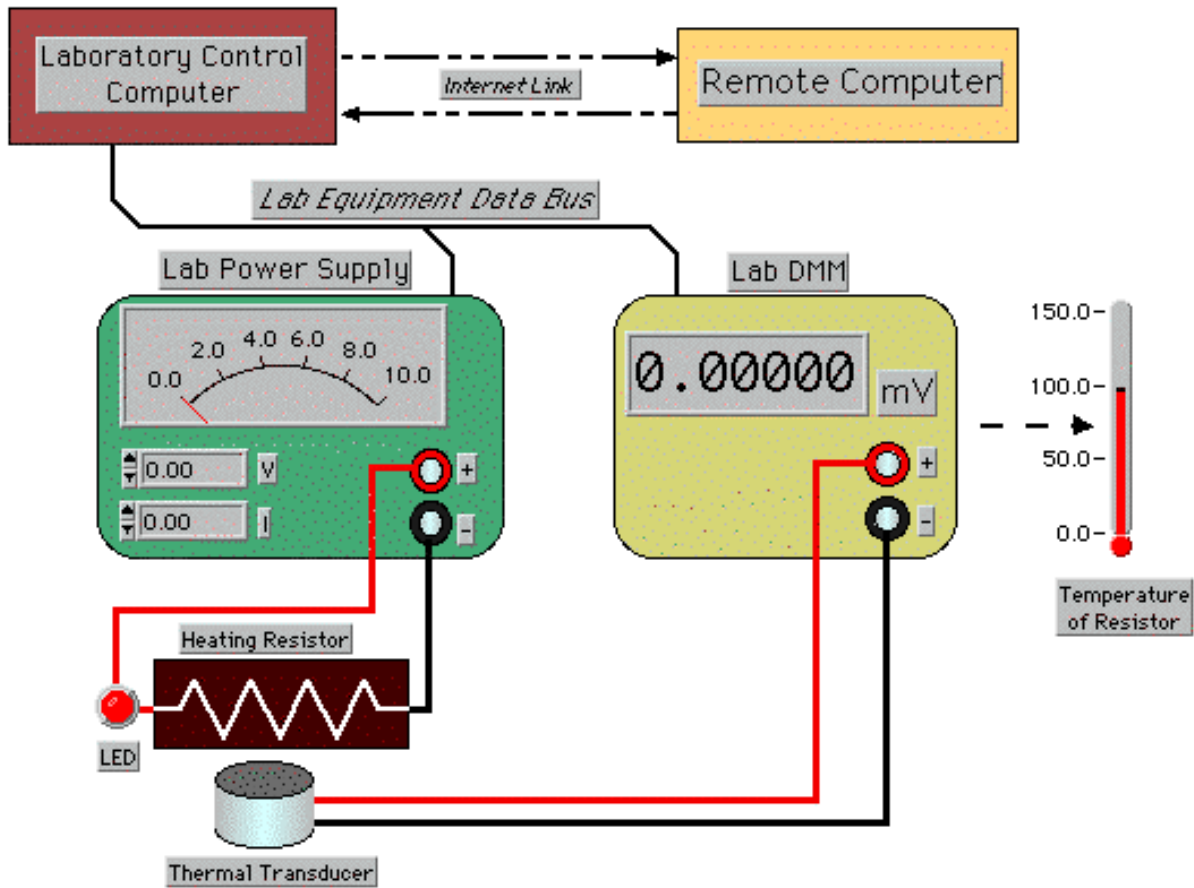 Laboratory Control
Computer
Internet Link
Remote Computer
Lab Equipment Data Bus
Lab Power Supply
Lab DMM
0.0
2.0
4.0
6.0
8.0
10.0
0.00000
mV
0.00
V
0.00
I
+
-
+
-
150.0-
100.0-
50.0-
0.0-
Temperature
of Resistor
Heating Resistor
LED
Thermal Transducer